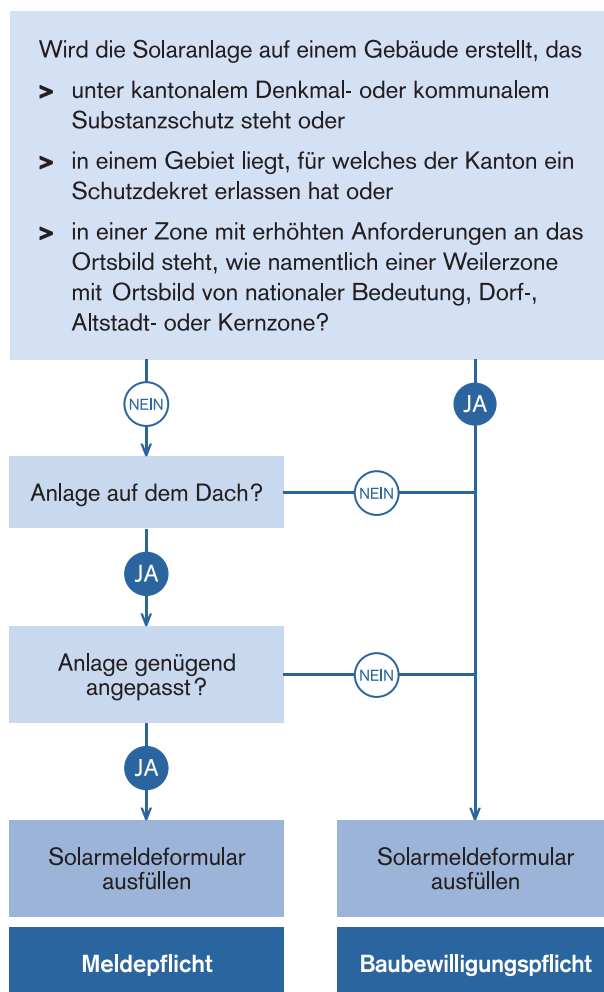 Wird die Solaranlage auf einem Gebäude erstellt, das
> unter kantonalem Denkmal- oder kommunalem
Substanzschutz steht oder
> in einem Gebiet liegt, für welches der Kanton ein
Schutzdekret erlassen hat oder
> in einer Zone mit erhöhten Anforderungen an das
Ortsbild steht, wie namentlich einer Weilerzone
mit Ortsbild von nationaler Bedeutung, Dorf-,
Altstadt- oder Kernzone?
NEIN
JA
Anlage auf dem Dach?
NEIN
JA
Anlage genügend
angepasst?
NEIN
JA
Solarmeldeformular
ausfüllen
Solarmeldeformular
ausfüllen
Meldepflicht
Baubewilligungspflicht